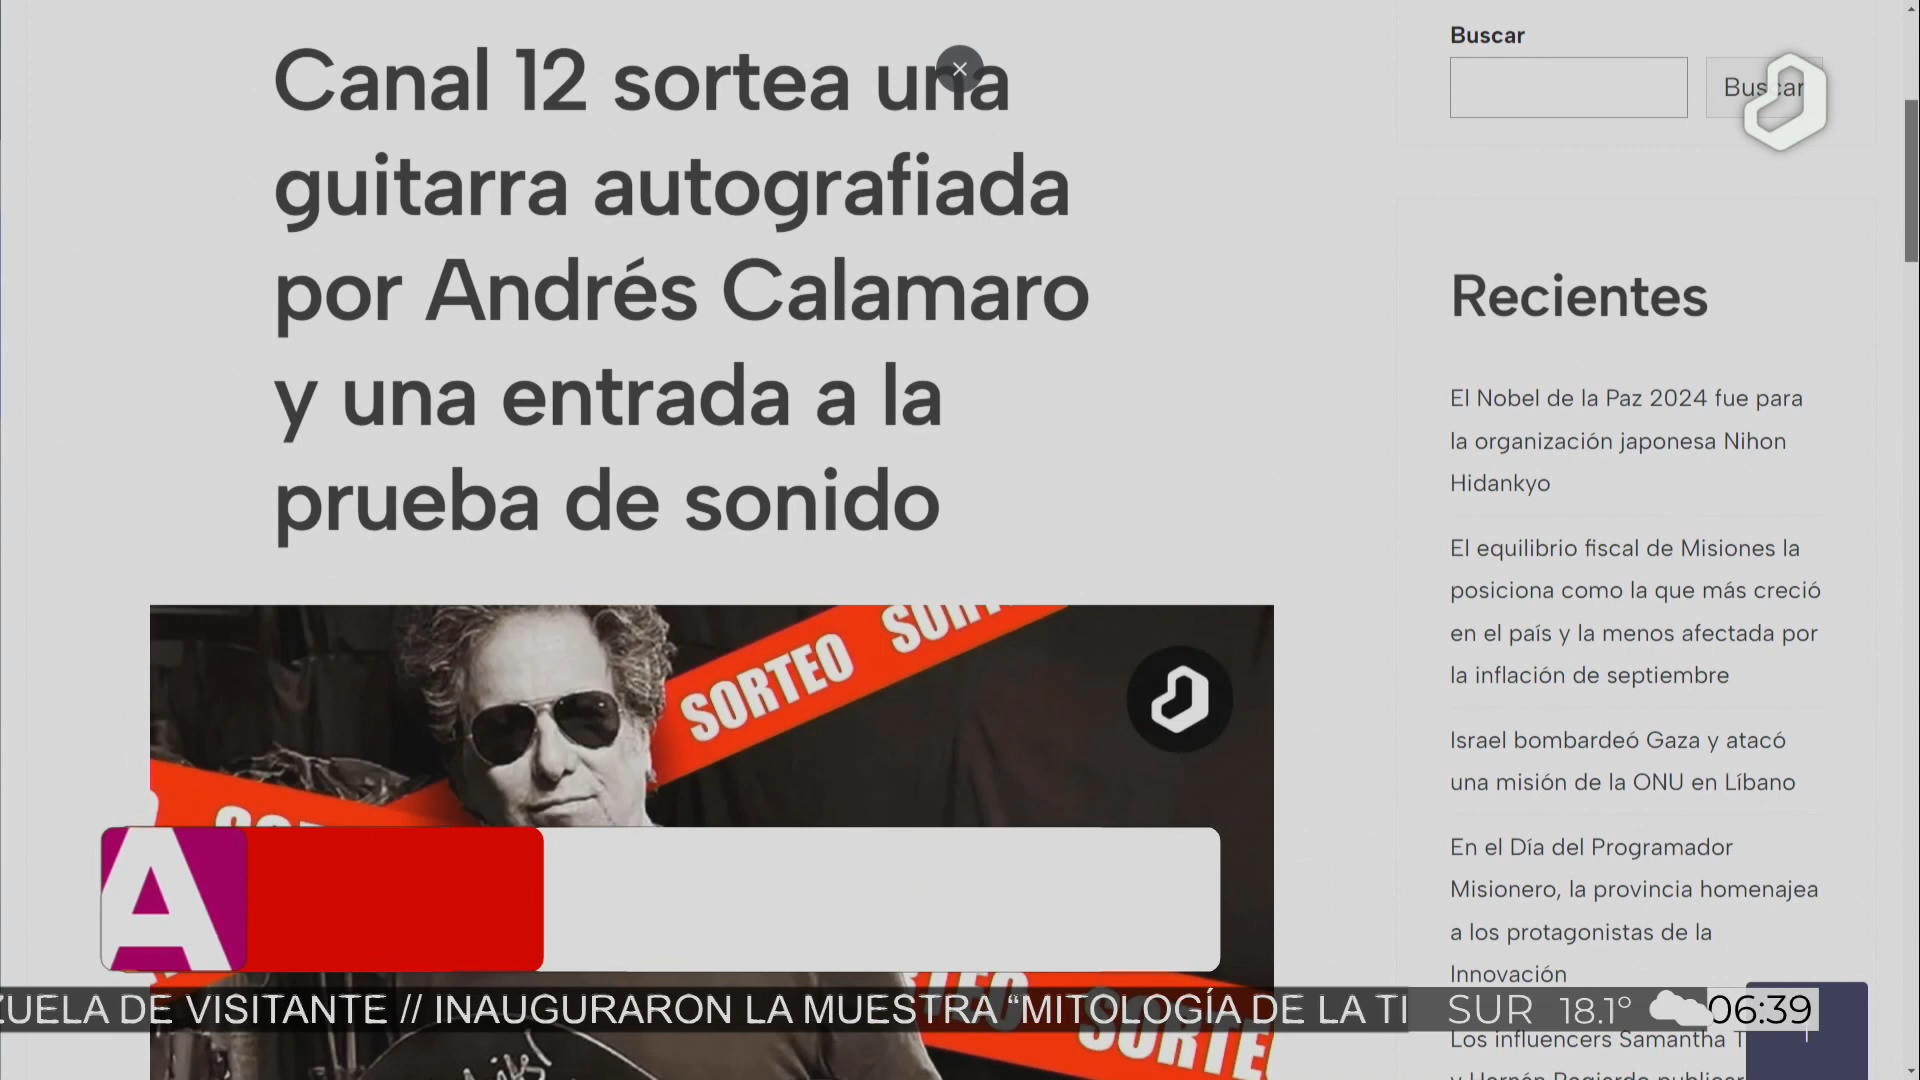 Canal 12 sortea una
guitarra autografiada
por Andrés Calamaro
y una entrada a la
prueba de sonido
Buscar
Buscar
Recientes
El Nobel de la Paz 2024 fue para
la organización japonesa Nihon
Hidankyo
El equilibrio fiscal de Misiones la
posiciona como la que más creció
en el país y la menos afectada por
la inflación de septiembre
Israel bombardeó Gaza y atacó
una misión de la ONU en Líbano
En el Día del Programador
Misionero, la provincia homenajea
a los protagonistas de la
Innovación
Los influencers Samantha T
SORTEO SORTE
A
ZUELA DE VISITANTE // INAUGURARON LA MUESTRA “MITOLOGÍA DE LA TI
SUR 18.1° 06:39
SORTE